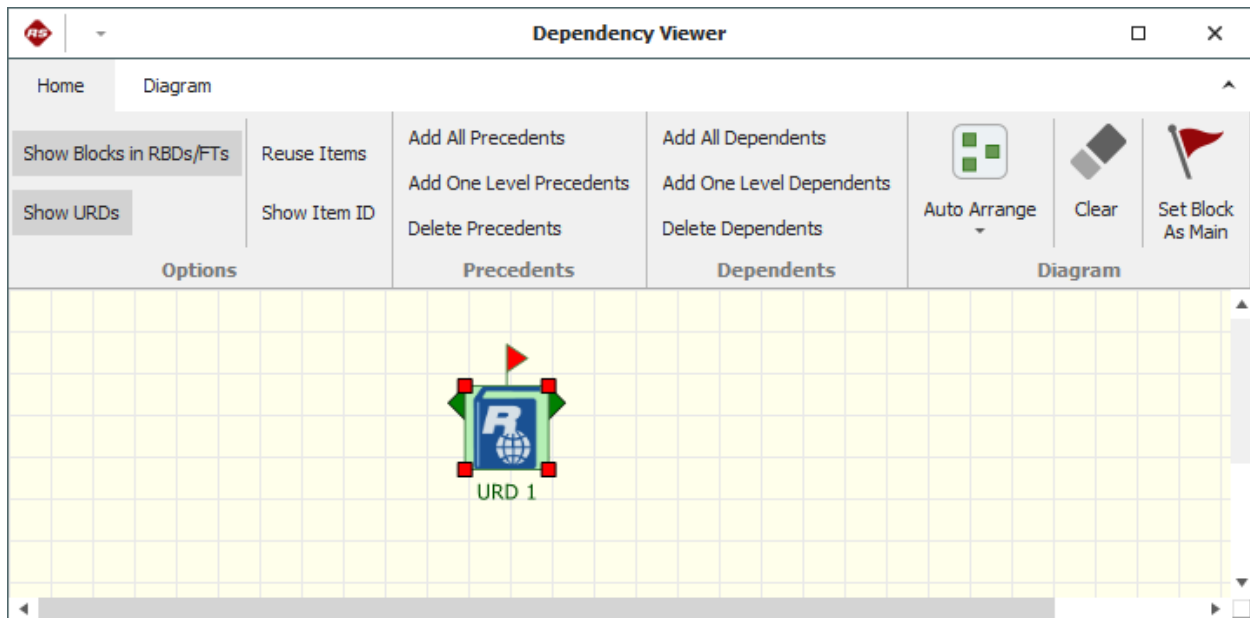 RS
Dependency Viewer
Home
Diagram
Show Blocks in RBDs/FTs
Show URDs
Reuse Items
Show Item ID
Options
Add All Precedents
Add One Level Precedents
Delete Precedents
Precedents
Add All Dependents
Add One Level Dependents
Delete Dependents
Dependents
Auto Arrange
Clear
Set Block
As Main
Diagram
R
URD 1